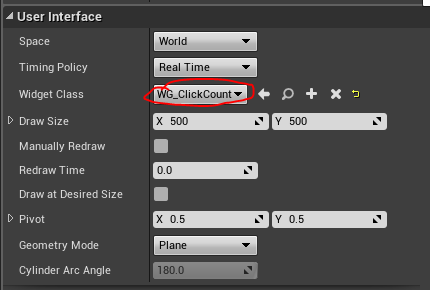 User Interface
Space World
Timing Policy Real Time
Widget Class WG_ClickCount
Draw Size X 500 Y 500
Manually Redraw
Redraw Time 0.0
Draw at Desired Size
Pivot X 0.5 Y 0.5
Geometry Mode Plane
Cylinder Arc Angle 180.0